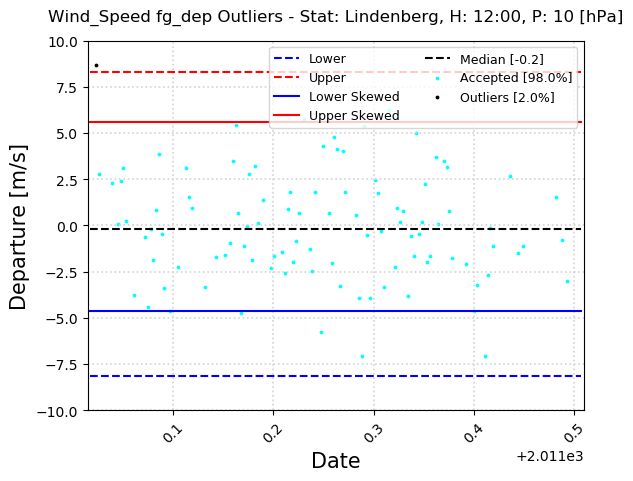 Wind_Speed fg_dep Outliers - Stat: Lindenberg, H: 12:00, P: 10 [hPa]
Lower
Upper
Lower Skewed
Upper Skewed
Median [-0.2]
Accepted [98.0%]
Outliers [2.0%]
Departure [m/s]
10.0
7.5
5.0
2.5
0.0
−2.5
−5.0
−7.5
−10.0
0.1
0.2
0.3
0.4
0.5
+2.011e3
Date